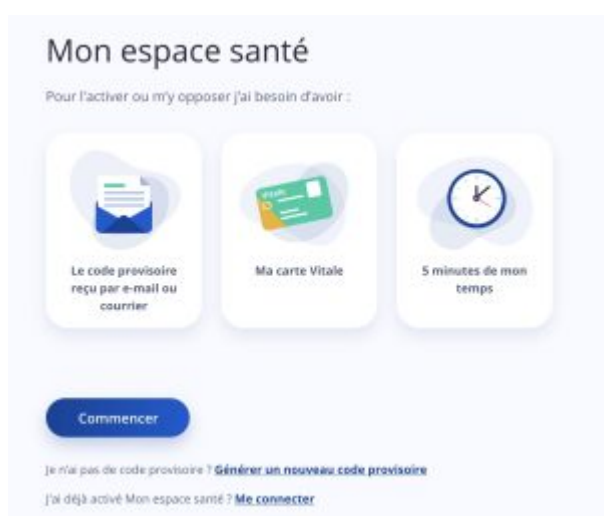 Mon espace santé
Pour l'activer ou m'y opposer j'ai besoin d'avoir :
Vitale
Le code provisoire
reçu par e-mail ou
courrier
Ma carte Vitale
5 minutes de mon
temps
Commencer
Je n'ai pas de code provisoire ? Générer un nouveau code provisoire
J'ai déjà activé Mon espace santé ? Me connecter